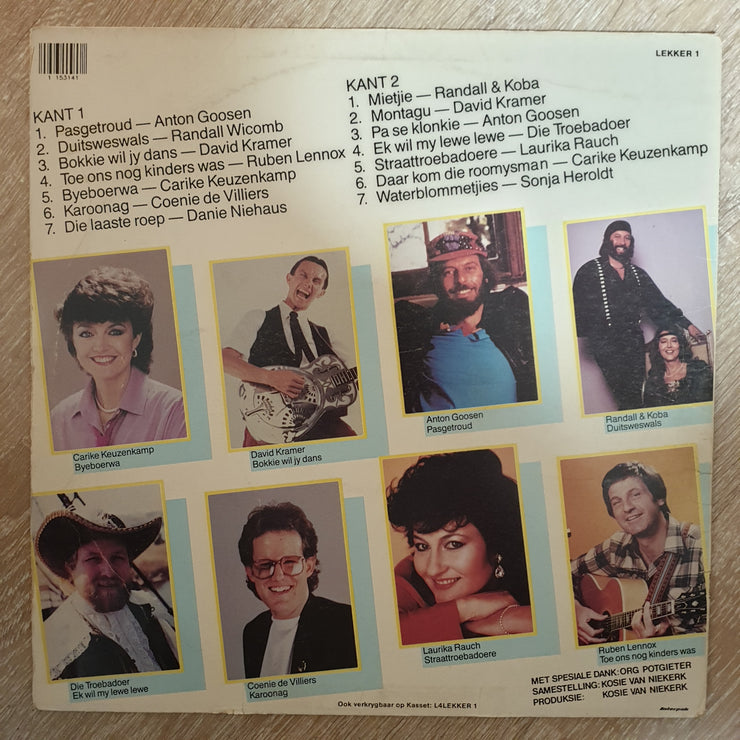 LEKKER 1
1 153141
KANT 1
1. Pasgetroud — Anton Goosen
2. Duitsweswals — Randall Wicomb
3. Bokkie wil jy dans — David Kramer
4. Toe ons nog kinders was — Ruben Lennox
5. Byeboerwa — Carike Keuzenkamp
6. Karoonag — Coenie de Villiers
7. Die laaste roep — Danie Niehaus
KANT 2
1. Mietjie — Randall & Koba
2. Montagu — David Kramer
3. Pa se klonkie — Anton Goosen
4. Ek wil my lewe lewe — Die Troebadoer
5. Straattroebadoere — Laurika Rauch
6. Daar kom die roomysman — Carike Keuzenkamp
7. Waterblommetjies — Sonja Heroldt
Carike Keuzenkamp
Byeboerwa
David Kramer
Bokkie wil jy dans
Anton Goosen
Pasgetroud
Randall & Koba
Duitsweswals
Die Troebadoer
Ek wil my lewe lewe
Coenie de Villiers
Karoonag
Laurika Rauch
Straattroebadoere
Ruben Lennox
Toe ons nog kinders was
MET SPESIALE DANK: ORG POTGIETER
SAMESTELLING: KOSIE VAN NIEKERK
PRODUKSIE: KOSIE VAN NIEKERK
Ook verkrygbaar op Kasset: L4LEKKER 1
Interpak